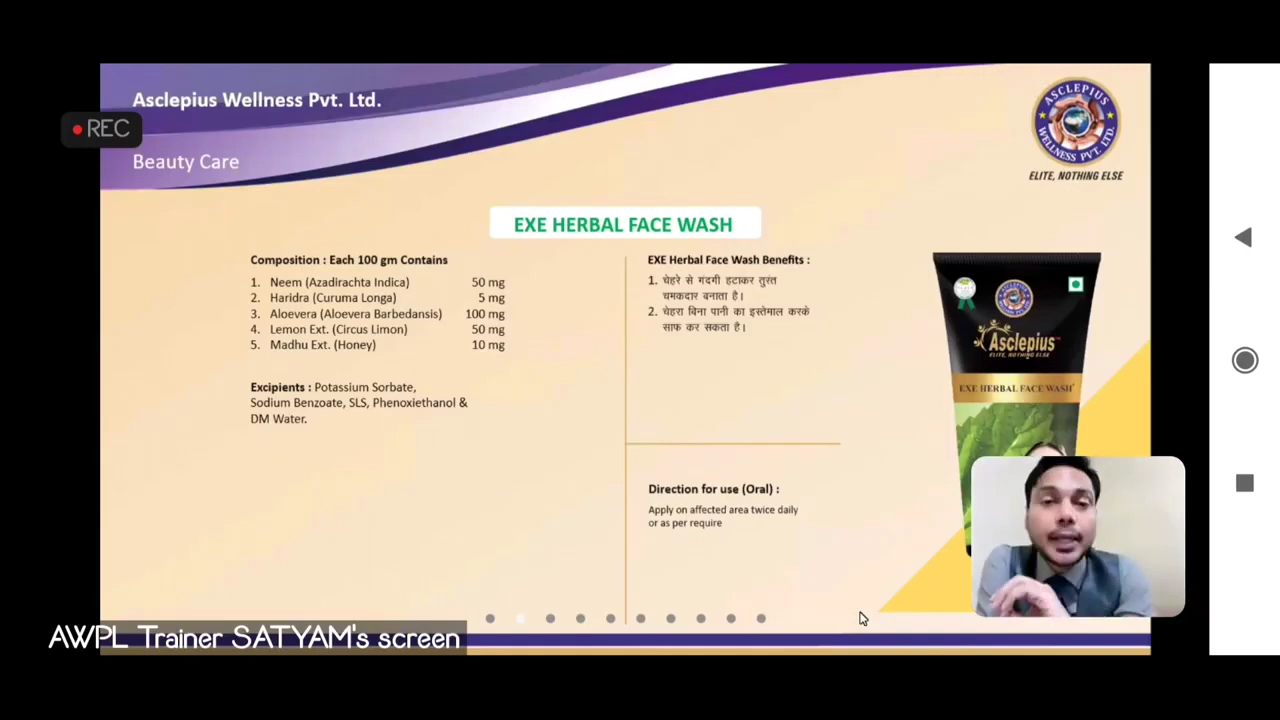 Asclepius Wellness Pvt. Ltd.
REC
Beauty Care
ASCLEPIUS
WELLNESS PVT. LTD.
ELITE, NOTHING ELSE
EXE HERBAL FACE WASH
Composition : Each 100 gm Contains
1. Neem (Azadirachta Indica) 50 mg
2. Haridra (Curuma Longa) 5 mg
3. Aloevera (Aloevera Barbedansis) 100 mg
4. Lemon Ext. (Circus Limon) 50 mg
5. Madhu Ext. (Honey) 10 mg
Excipients : Potassium Sorbate,
Sodium Benzoate, SLS, Phenoxiethanol &
DM Water.
EXE Herbal Face Wash Benefits :
1. चेहरे से गंदगी हटाकर तुरंत
चमकदार बनाता है।
2. चेहरा बिना पानी का इस्तेमाल करके
साफ कर सकता है।
Direction for use (Oral) :
Apply on affected area twice daily
or as per require
Asclepius
ELITE, NOTHING ELSE
EXE HERBAL FACE WASH
AWPL Trainer SATYAM's screen